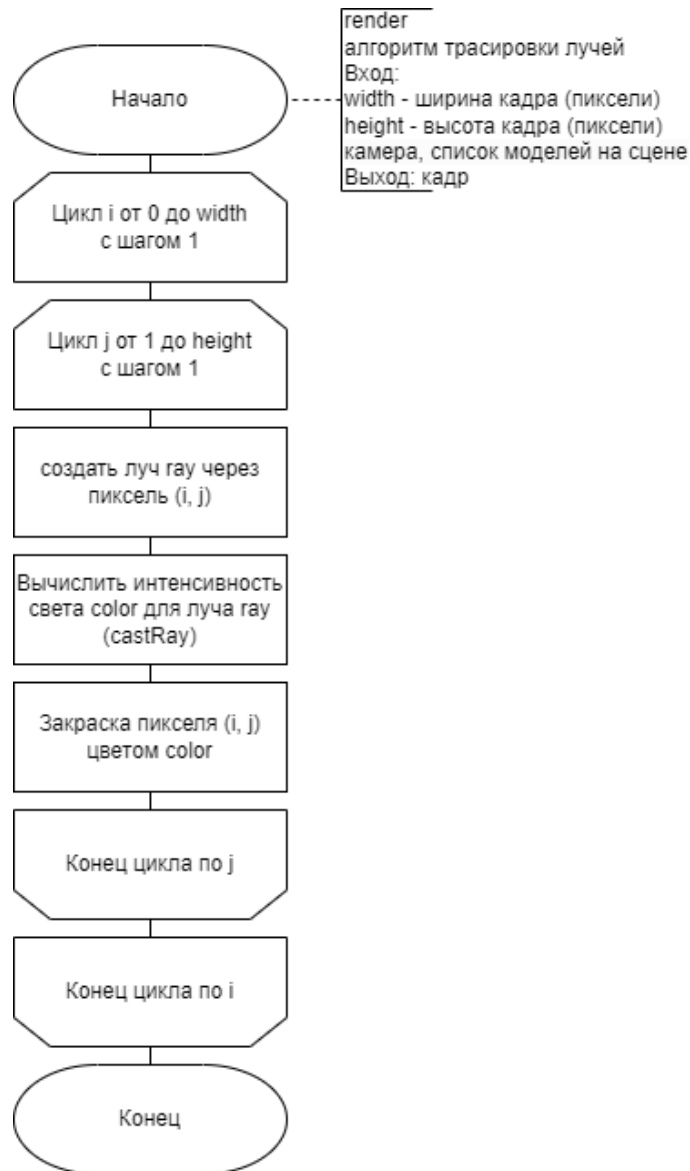 render
алгоритм трасировки лучей
Вход:
width - ширина кадра (пиксели)
height - высота кадра (пиксели)
камера, список моделей на сцене
Выход: кадр
Начало
Цикл i от 0 до width
с шагом 1
Цикл j от 1 до height
с шагом 1
создать луч ray через
пиксель (i, j)
Вычислить интенсивность
света color для луча ray
(castRay)
Закраска пикселя (i, j)
цветом color
Конец цикла по j
Конец цикла по i
Конец